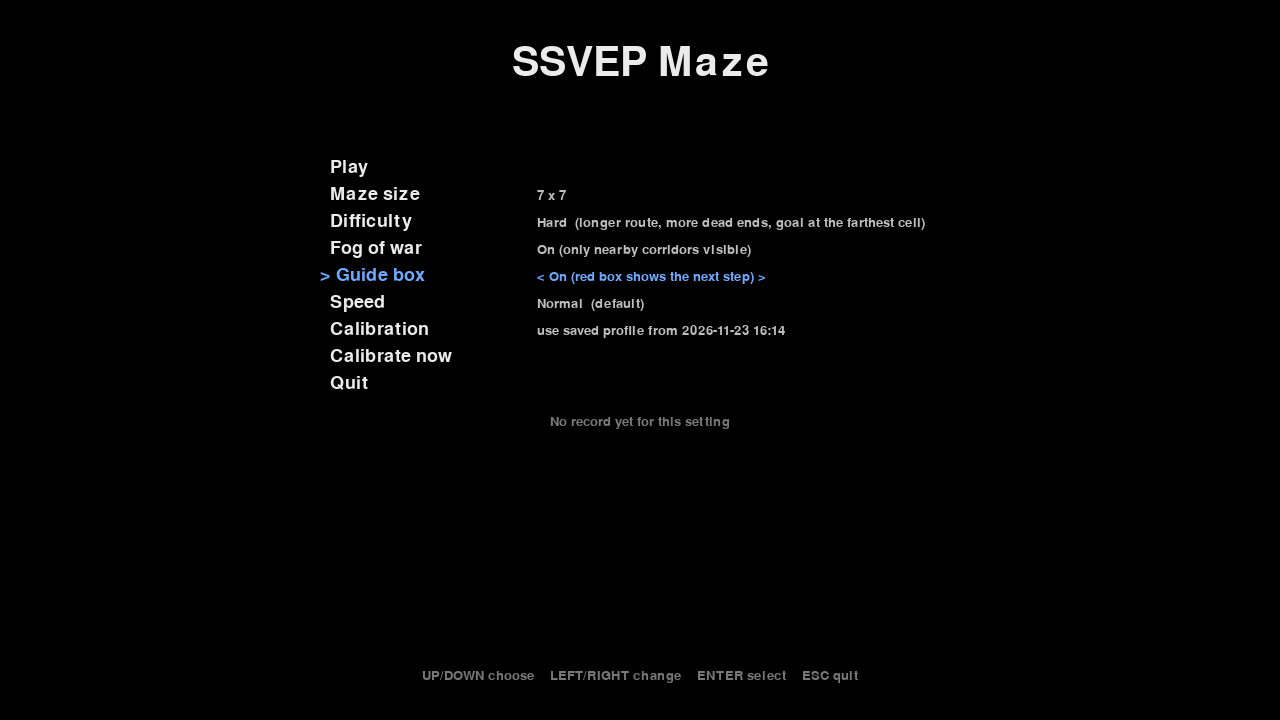 SSVEP Maze
Play
Maze size 7 x 7
Difficulty Hard (longer route, more dead ends, goal at the farthest cell)
Fog of war On (only nearby corridors visible)
> Guide box < On (red box shows the next step) >
Speed Normal (default)
Calibration use saved profile from 2026-11-23 16:14
Calibrate now
Quit
No record yet for this setting
UP/DOWN choose LEFT/RIGHT change ENTER select ESC quit